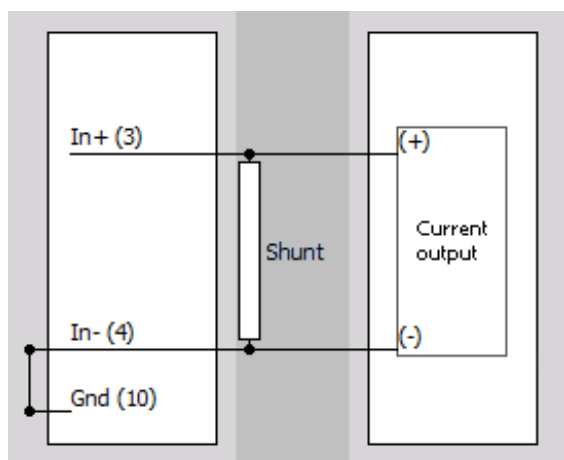 In+ (3)
(+)
Shunt
Current
output
In- (4)
(-)
Gnd (10)